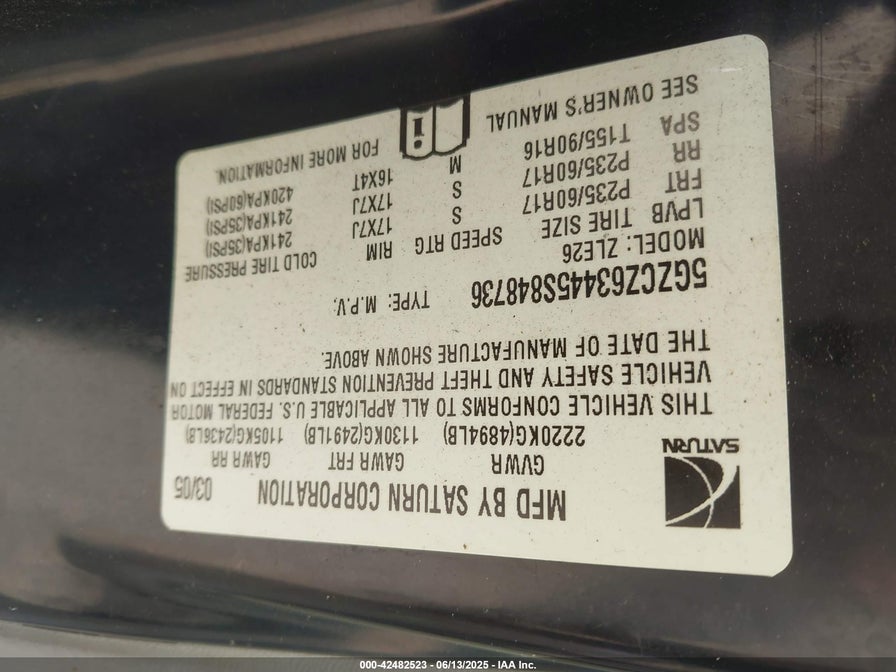 SATURN
MFD BY SATURN CORPORATION 03/05
GVWR GAWR FRT GAWR RR
2220KG(4894LB) 1130KG(2491LB) 1105KG(2436LB)
THIS VEHICLE CONFORMS TO ALL APPLICABLE U.S. FEDERAL MOTOR
VEHICLE SAFETY AND THEFT PREVENTION STANDARDS IN EFFECT ON
THE DATE OF MANUFACTURE SHOWN ABOVE.
5GZCZ63445S848736 TYPE: M.P.V.
MODEL: ZLE26
LPVB TIRE SIZE SPEED RTG RIM COLD TIRE PRESSURE
FRT P235/60R17 S 17X7J 241KPA(35PSI)
RR P235/60R17 S 17X7J 241KPA(35PSI)
SPA T155/90R16 M 16X4T 420KPA(60PSI)
SEE OWNER'S MANUAL i FOR MORE INFORMATION.
000-42482523 - 06/13/2025 - IAA Inc.